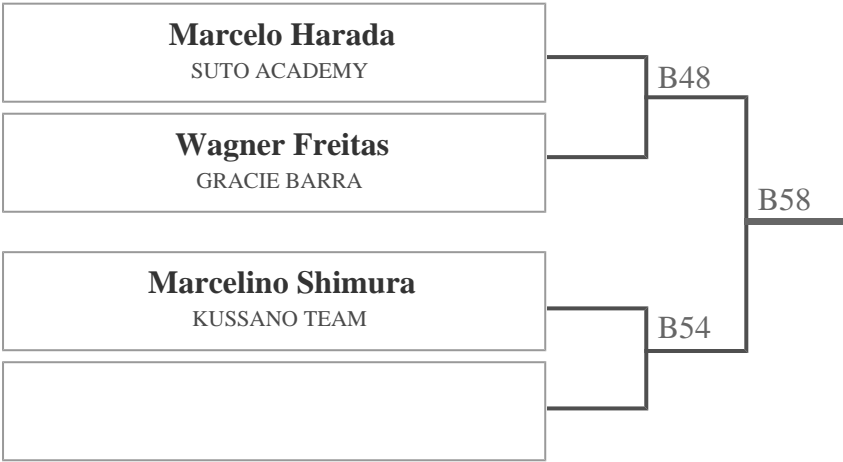 Marcelo Harada
SUTO ACADEMY
B48
Wagner Freitas
GRACIE BARRA
B58
Marcelino Shimura
KUSSANO TEAM
B54